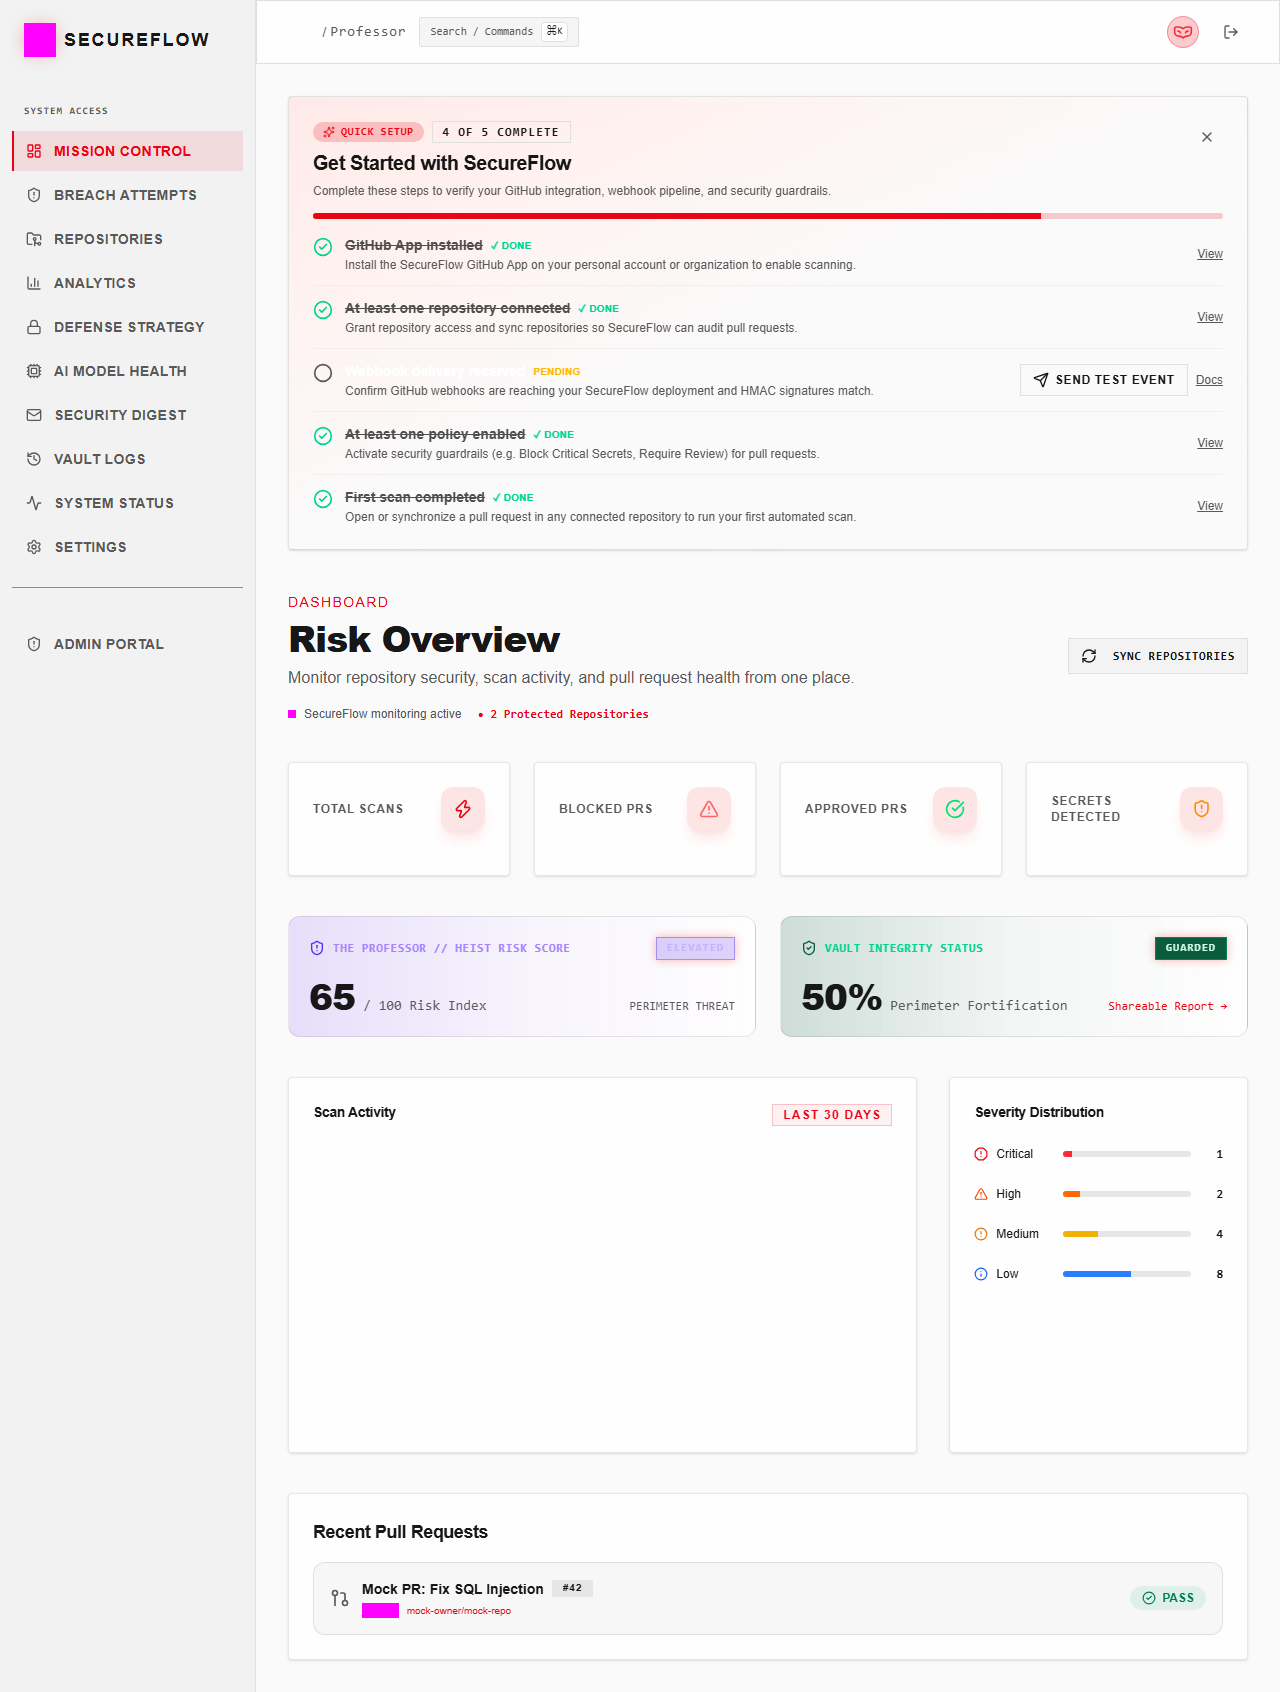 SECUREFLOW
/ Professor
Search / Commands ⌘K
SYSTEM ACCESS
MISSION CONTROL
BREACH ATTEMPTS
REPOSITORIES
ANALYTICS
DEFENSE STRATEGY
AI MODEL HEALTH
SECURITY DIGEST
VAULT LOGS
SYSTEM STATUS
SETTINGS
ADMIN PORTAL
QUICK SETUP
4 OF 5 COMPLETE
Get Started with SecureFlow
Complete these steps to verify your GitHub integration, webhook pipeline, and security guardrails.
GitHub App installed ✓ DONE
Install the SecureFlow GitHub App on your personal account or organization to enable scanning.
View
At least one repository connected ✓ DONE
Grant repository access and sync repositories so SecureFlow can audit pull requests.
View
Webhook delivery received PENDING
Confirm GitHub webhooks are reaching your SecureFlow deployment and HMAC signatures match.
SEND TEST EVENT
Docs
At least one policy enabled ✓ DONE
Activate security guardrails (e.g. Block Critical Secrets, Require Review) for pull requests.
View
First scan completed ✓ DONE
Open or synchronize a pull request in any connected repository to run your first automated scan.
View
DASHBOARD
Risk Overview
Monitor repository security, scan activity, and pull request health from one place.
SecureFlow monitoring active
● 2 Protected Repositories
SYNC REPOSITORIES
TOTAL SCANS
BLOCKED PRS
APPROVED PRS
SECRETS
DETECTED
THE PROFESSOR // HEIST RISK SCORE
ELEVATED
65 / 100 Risk Index
PERIMETER THREAT
VAULT INTEGRITY STATUS
GUARDED
50% Perimeter Fortification
Shareable Report →
Scan Activity
LAST 30 DAYS
Severity Distribution
Critical 1
High 2
Medium 4
Low 8
Recent Pull Requests
Mock PR: Fix SQL Injection #42
mock-owner/mock-repo
PASS